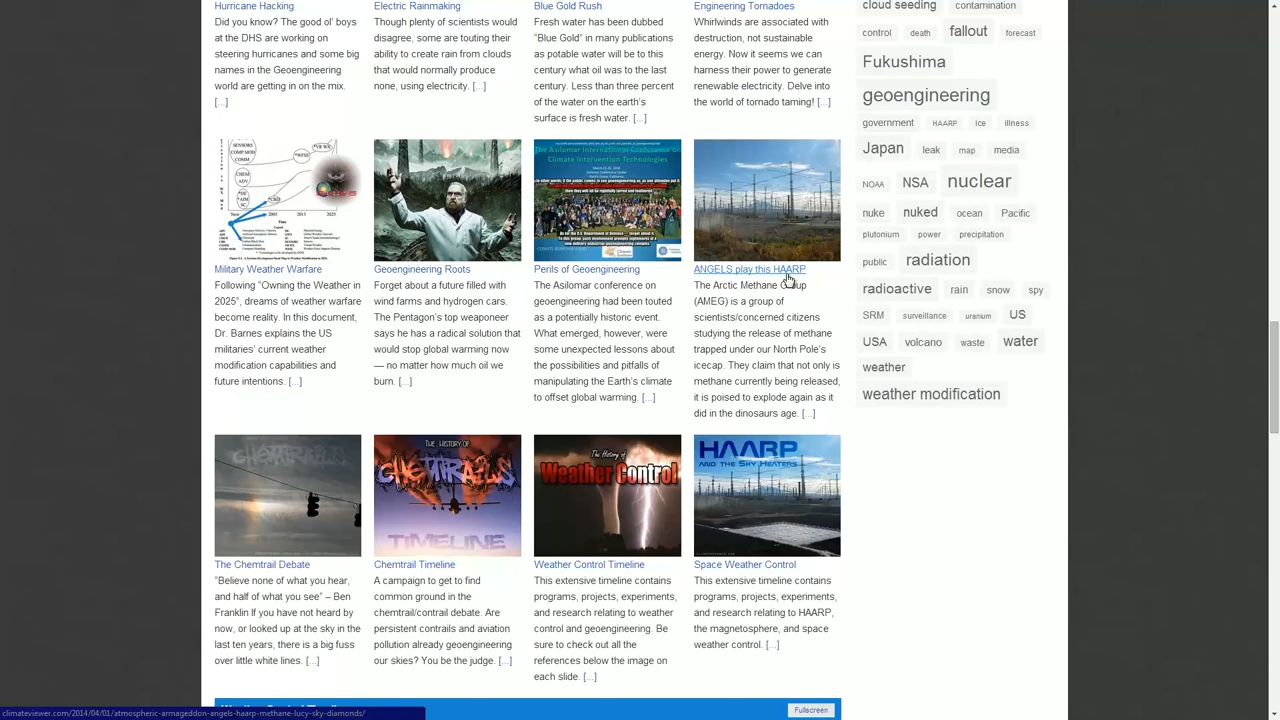 Hurricane Hacking
Did you know? The good ol' boys
at the DHS are working on
steering hurricanes and some big
names in the Geoengineering
world are getting in on the mix.
[...]
Electric Rainmaking
Though plenty of scientists would
disagree, some are touting their
ability to create rain from clouds
that would normally produce
none, using electricity. [...]
Blue Gold Rush
Fresh water has been dubbed
“Blue Gold” in many publications
as potable water will be to this
century what oil was to the last
century. Less than three percent
of the water on the earth's
surface is fresh water. [...]
Engineering Tornadoes
Whirlwinds are associated with
destruction, not sustainable
energy. Now it seems we can
harness their power to generate
renewable electricity. Delve into
the world of tornado taming! [...]
Military Weather Warfare
Following “Owning the Weather in
2025”, dreams of weather warfare
become reality. In this document,
Dr. Barnes explains the US
militaries' current weather
modification capabilities and
future intentions. [...]
Geoengineering Roots
Forget about a future filled with
wind farms and hydrogen cars.
The Pentagon's top weaponeer
says he has a radical solution that
would stop global warming now
— no matter how much oil we
burn. [...]
The Asilomar International Conference on
Climate Intervention Technologies
Perils of Geoengineering
The Asilomar conference on
geoengineering had been touted
as a potentially historic event.
What emerged, however, were
some unexpected lessons about
the possibilities and pitfalls of
manipulating the Earth's climate
to offset global warming. [...]
ANGELS play this HAARP
The Arctic Methane Group
(AMEG) is a group of
scientists/concerned citizens
studying the release of methane
trapped under our North Pole's
icecap. They claim that not only is
methane currently being released,
it is poised to explode again as it
did in the dinosaurs age. [...]
CHEMTRAILS
The Chemtrail Debate
“Believe none of what you hear,
and half of what you see” – Ben
Franklin If you have not heard by
now, or looked up at the sky in the
last ten years, there is a big fuss
over little white lines. [...]
THE HISTORY OF
CHEMTRAILS
TIMELINE
Chemtrail Timeline
A campaign to get to find
common ground in the
chemtrail/contrail debate. Are
persistent contrails and aviation
pollution already geoengineering
our skies? You be the judge. [...]
The History of
Weather Control
Weather Control Timeline
This extensive timeline contains
programs, projects, experiments,
and research relating to weather
control and geoengineering. Be
sure to check out all the
references below the image on
each slide. [...]
HAARP
AND THE SKY HEATERS
Space Weather Control
This extensive timeline contains
programs, projects, experiments,
and research relating to HAARP,
the magnetosphere, and space
weather control. [...]
Fullscreen
cloud seeding contamination
control death fallout forecast
Fukushima
geoengineering
government HAARP ice illness
Japan leak map media
NOAA NSA nuclear
nuke nuked ocean Pacific
plutonium power precipitation
public radiation
radioactive rain snow spy
SRM surveillance uranium US
USA volcano waste water
weather
weather modification
climateviewer.com/2014/04/01/atmospheric-armageddon-angels-haarp-methane-lucy-sky-diamonds/